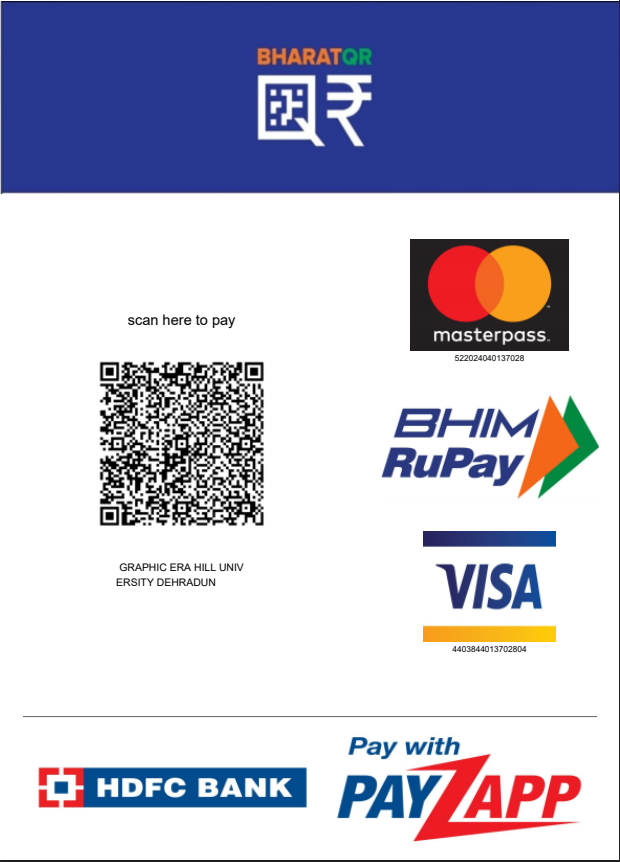 BHARATQR
scan here to pay
GRAPHIC ERA HILL UNIV
ERSITY DEHRADUN
masterpass
522024040137028
BHIM
RuPay
VISA
4403844013702804
HDFC BANK
Pay with
PAYZAPP